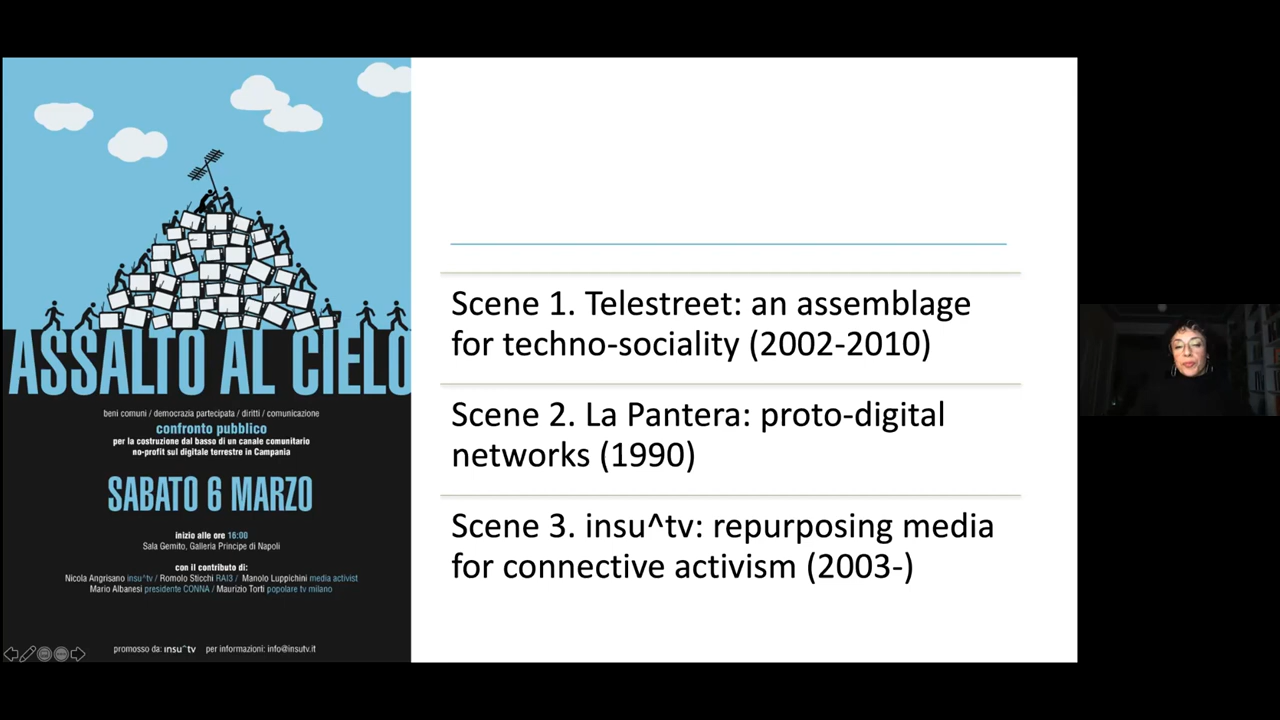 ASSALTO AL CIELO
beni comuni / democrazia partecipata / diritti / comunicazione
confronto pubblico
per la costruzione dal basso di un canale comunitario
no-profit sul digitale terrestre in Campania
SABATO 6 MARZO
inizio alle ore 16:00
Sala Gemito, Galleria Principe di Napoli
con il contributo di:
Nicola Angrisano insu^tv / Romolo Sticchi RAI3 / Manolo Luppichini media activist
Mario Albanesi presidente CONNA / Maurizio Torti popolare tv milano
promosso da: insu^tv per informazioni: info@insutv.it
Scene 1. Telestreet: an assemblage
for techno-sociality (2002-2010)
Scene 2. La Pantera: proto-digital
networks (1990)
Scene 3. insu^tv: repurposing media
for connective activism (2003-)